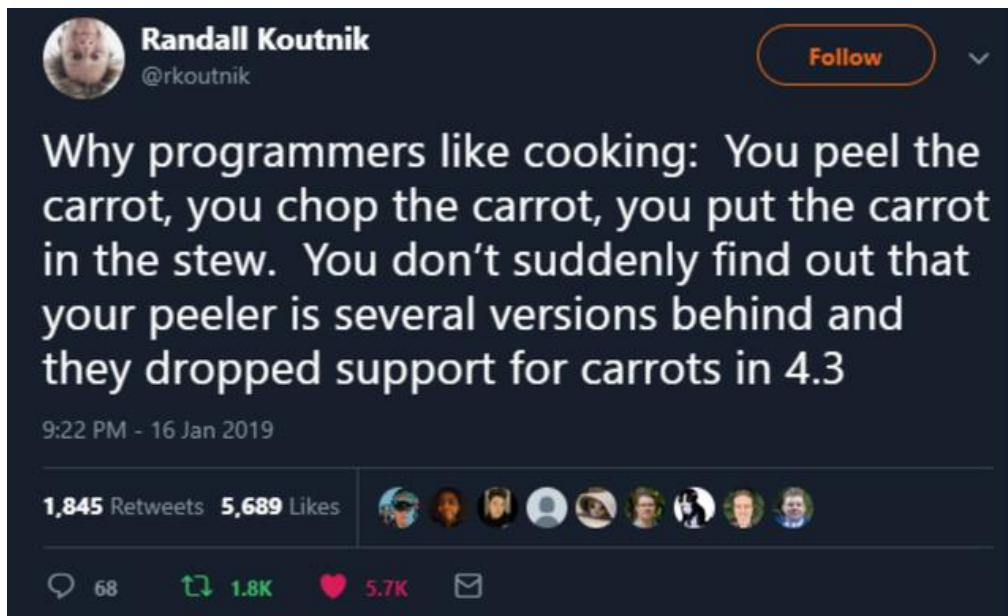 Randall Koutnik
@rkoutnik
Follow
Why programmers like cooking:  You peel the
carrot, you chop the carrot, you put the carrot
in the stew.  You don’t suddenly find out that
your peeler is several versions behind and
they dropped support for carrots in 4.3
9:22 PM - 16 Jan 2019
1,845 Retweets 5,689 Likes
68 1.8K 5.7K